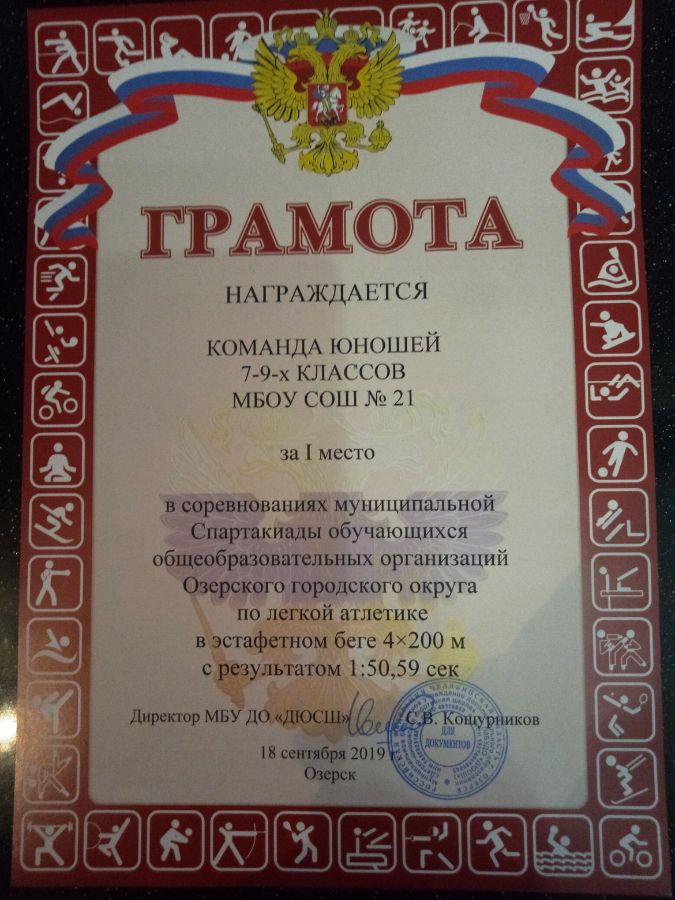 ГРАМОТА
НАГРАЖДАЕТСЯ
КОМАНДА ЮНОШЕЙ
7-9-х КЛАССОВ
МБОУ СОШ № 21
за I место
в соревнованиях муниципальной
Спартакиады обучающихся
общеобразовательных организаций
Озерского городского округа
по легкой атлетике
в эстафетном беге 4×200 м
с результатом 1:50,59 сек
Директор МБУ ДО «ДЮСШ» С.В. Кошурников
ДЛЯ
ДОКУМЕНТОВ
18 сентября 2019 г.
Озерск